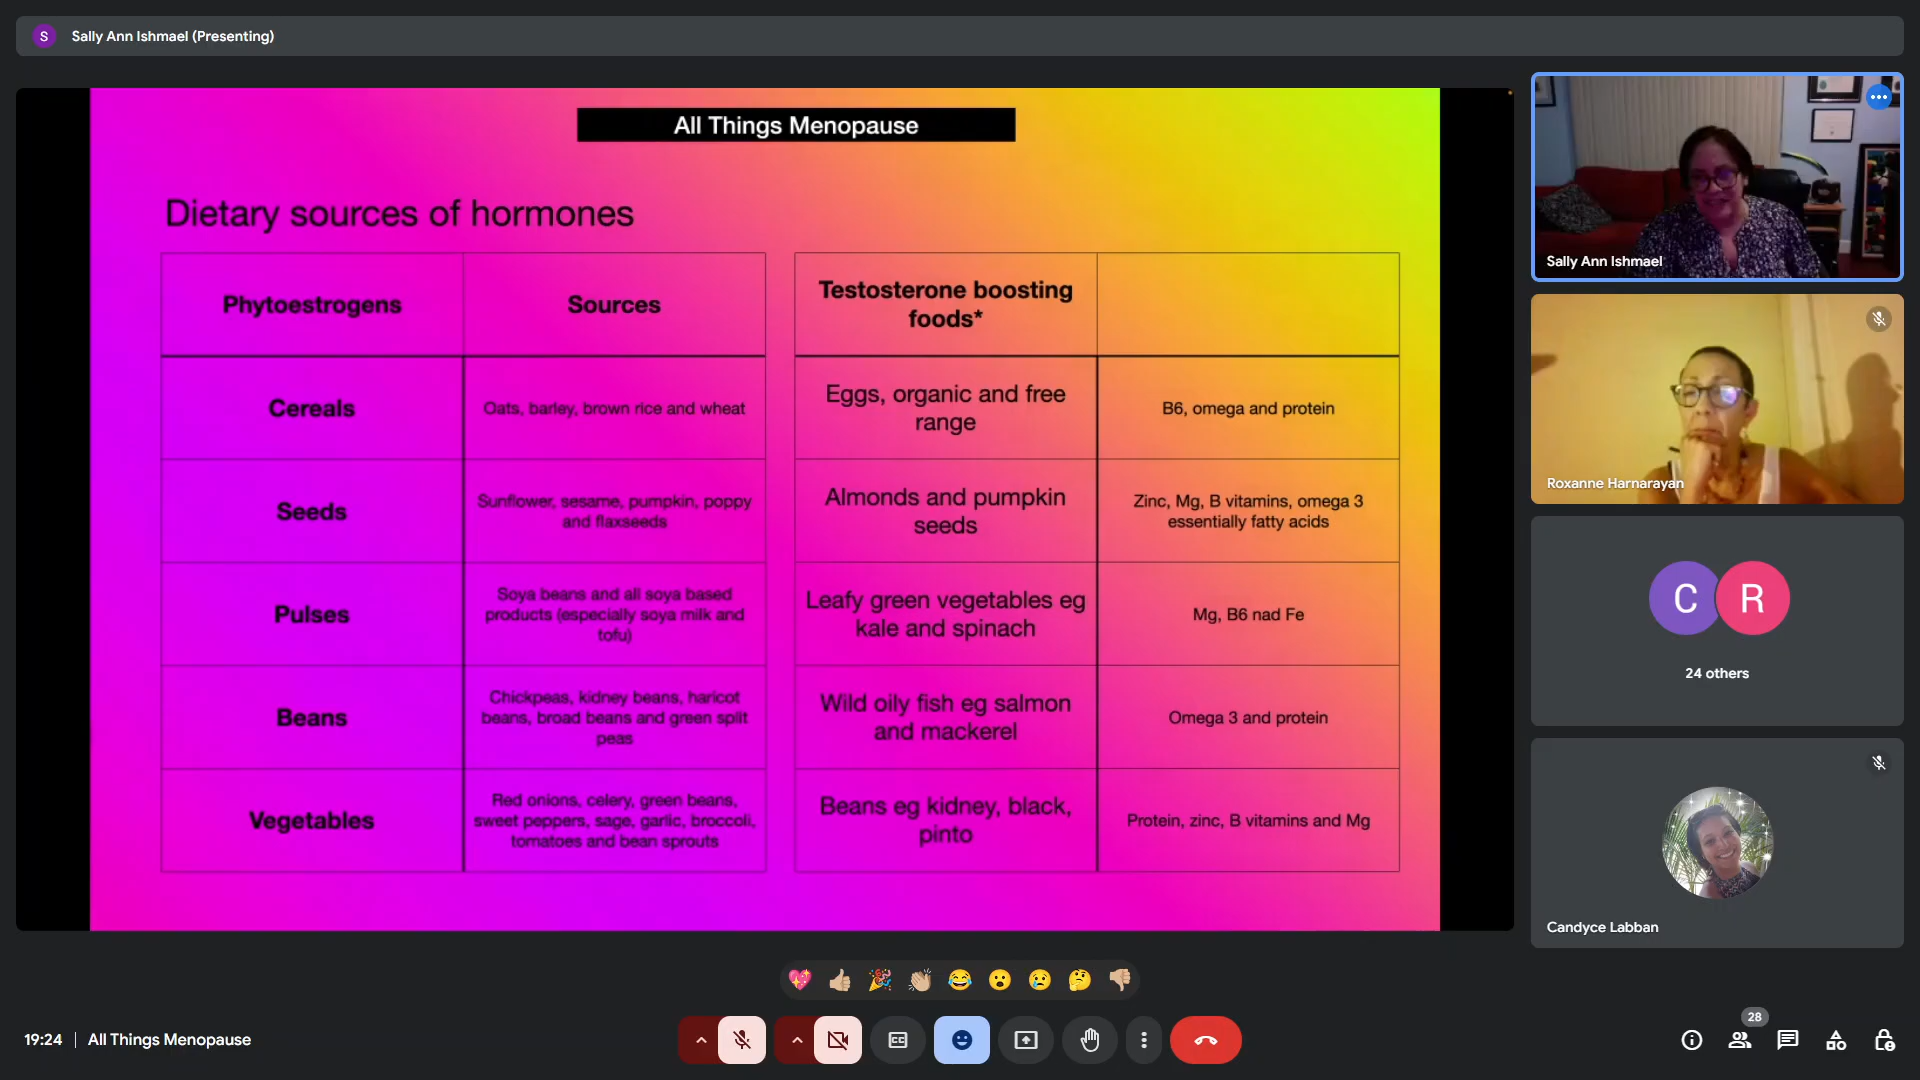 S Sally Ann Ishmael (Presenting)
All Things Menopause
Dietary sources of hormones
Phytoestrogens Sources
Cereals Oats, barley, brown rice and wheat
Seeds Sunflower, sesame, pumpkin, poppy
and flaxseeds
Pulses Soya beans and all soya based
products (especially soya milk and
tofu)
Beans Chickpeas, kidney beans, haricot
beans, broad beans and green split
peas
Vegetables Red onions, celery, green beans,
sweet peppers, sage, garlic, broccoli,
tomatoes and bean sprouts
Testosterone boosting
foods*
Eggs, organic and free
range
B6, omega and protein
Almonds and pumpkin
seeds
Zinc, Mg, B vitamins, omega 3
essentially fatty acids
Leafy green vegetables eg
kale and spinach
Mg, B6 nad Fe
Wild oily fish eg salmon
and mackerel
Omega 3 and protein
Beans eg kidney, black,
pinto
Protein, zinc, B vitamins and Mg
Sally Ann Ishmael
Roxanne Harnarayan
C R
24 others
Candyce Labban
19:24 | All Things Menopause
CC
28